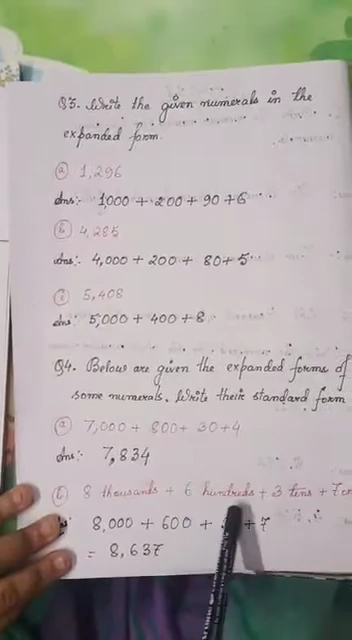 Q3. Write the given numerals in the
expanded form.
(a) 1,296
Ans:- 1,000 + 200 + 90 + 6
(b) 4,285
Ans:- 4,000 + 200 + 80 + 5
(c) 5,408
Ans:- 5,000 + 400 + 8
Q4. Below are given the expanded forms of
some numerals. Write their standard form
(a) 7,000 + 800 + 30 + 4
Ans:- 7,834
(b) 8 thousands + 6 hundreds + 3 tens + 7
8,000 + 600 + + 7
= 8,637